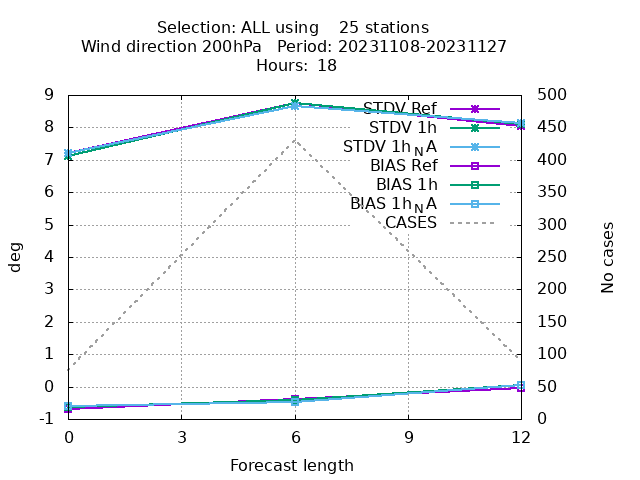 Selection: ALL using    25 stations
Wind direction 200hPa   Period: 20231108-20231127
Hours:  18
STDV Ref
STDV 1h
STDV 1h_N A
BIAS Ref
BIAS 1h
BIAS 1h_N A
CASES
9
8
7
6
5
4
3
2
1
0
-1
500
450
400
350
300
250
200
150
100
50
0
deg
No cases
0 3 6 9 12
Forecast length